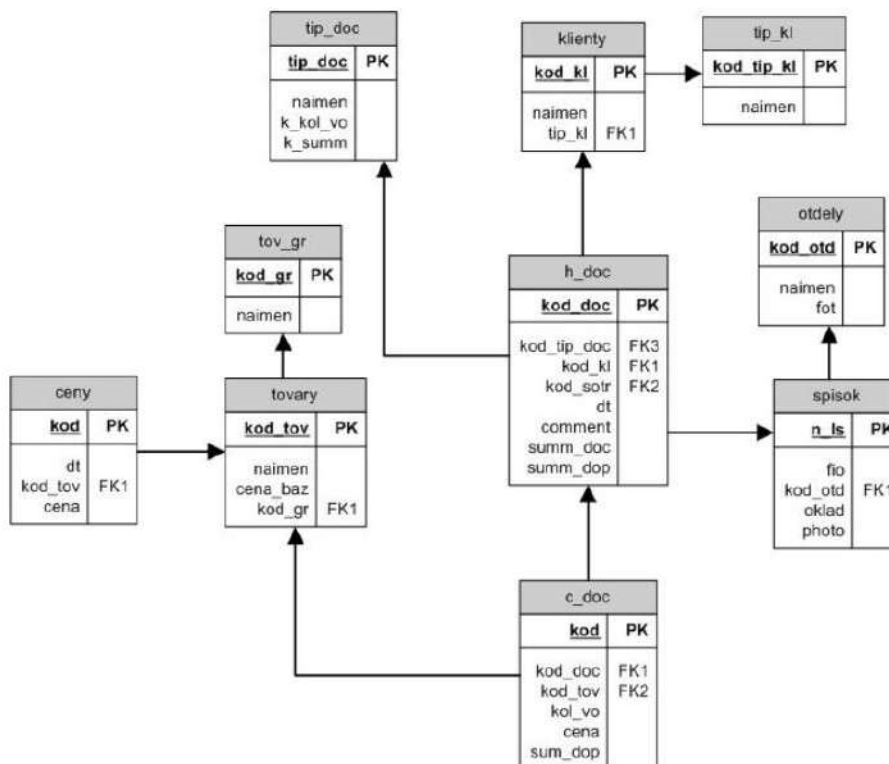 tip_doc
tip_doc PK
naimen
k_kol_vo
k_summ
klienty
kod_kl PK
naimen
tip_kl FK1
tip_kl
kod_tip_kl PK
naimen
tov_gr
kod_gr PK
naimen
h_doc
kod_doc PK
kod_tip_doc FK3
kod_kl FK1
kod_sotr FK2
dt
comment
summ_doc
summ_dop
otdely
kod_otd PK
naimen
fot
ceny
kod PK
dt
kod_tov FK1
cena
tovary
kod_tov PK
naimen
cena_baz
kod_gr FK1
spisok
n_ls PK
fio
kod_otd FK1
oklad
photo
c_doc
kod PK
kod_doc FK1
kod_tov FK2
kol_vo
cena
sum_dop